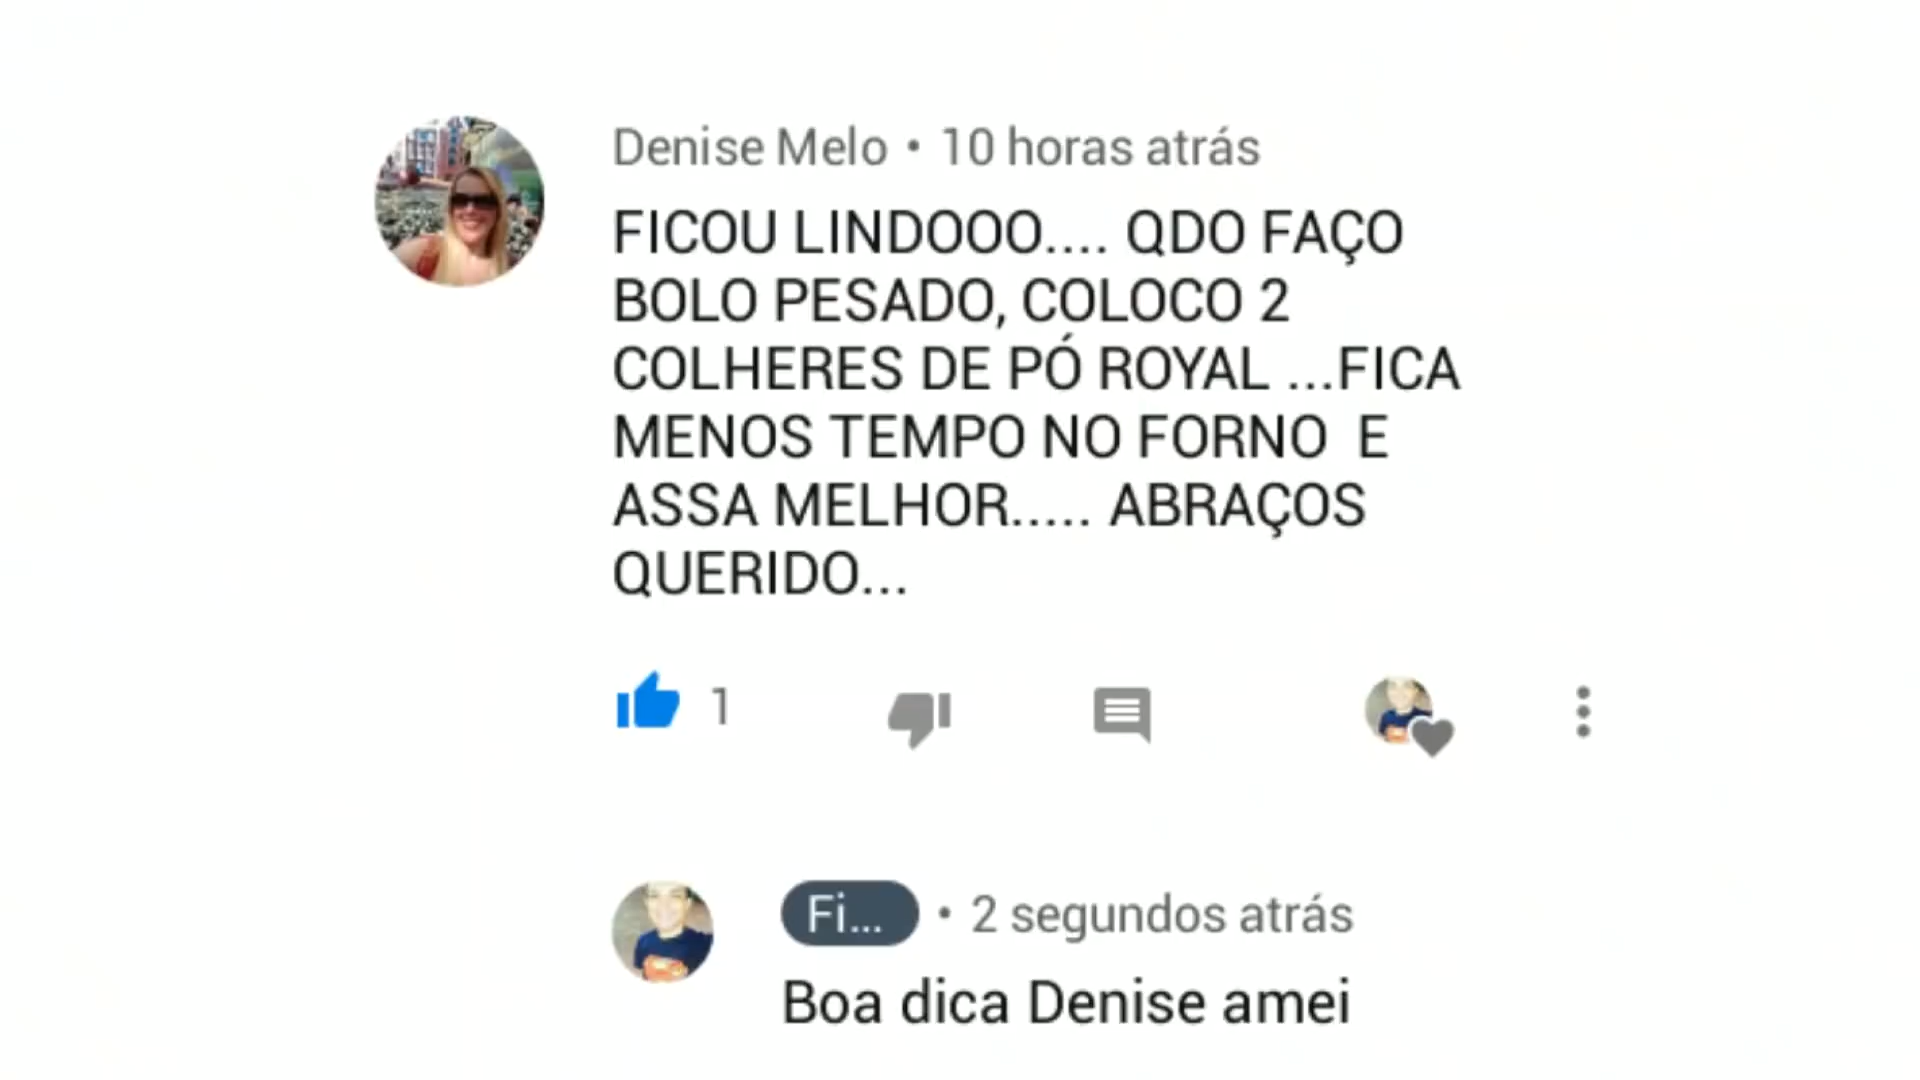 Denise Melo • 10 horas atrás
FICOU LINDOOO.... QDO FAÇO
BOLO PESADO, COLOCO 2
COLHERES DE PÓ ROYAL ...FICA
MENOS TEMPO NO FORNO  E
ASSA MELHOR..... ABRAÇOS
QUERIDO...
1
Fi... • 2 segundos atrás
Boa dica Denise amei